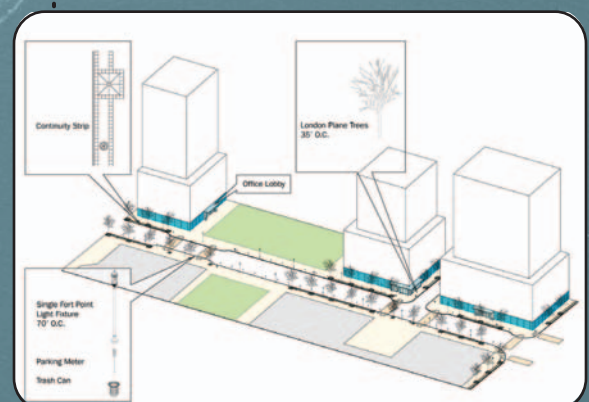 Continuity Strip
London Plane Trees
35' O.C.
Office Lobby
Single Fort Point
Light Fixture
70' O.C.
Parking Meter
Trash Can